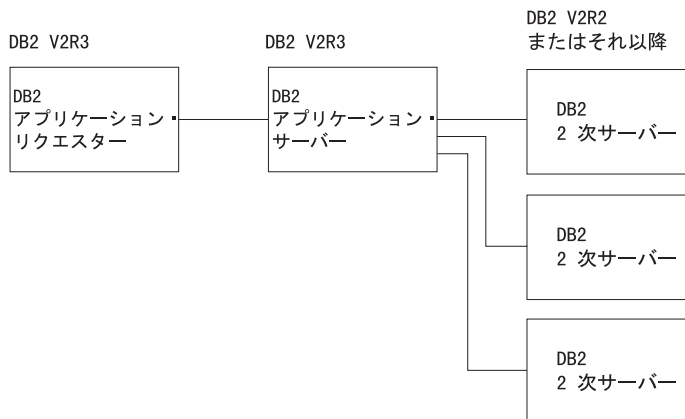 DB2 V2R3
DB2
アプリケーション・
リクエスター
DB2 V2R3
DB2
アプリケーション・
サーバー
DB2 V2R2
またはそれ以降
DB2
2 次サーバー
DB2
2 次サーバー
DB2
2 次サーバー